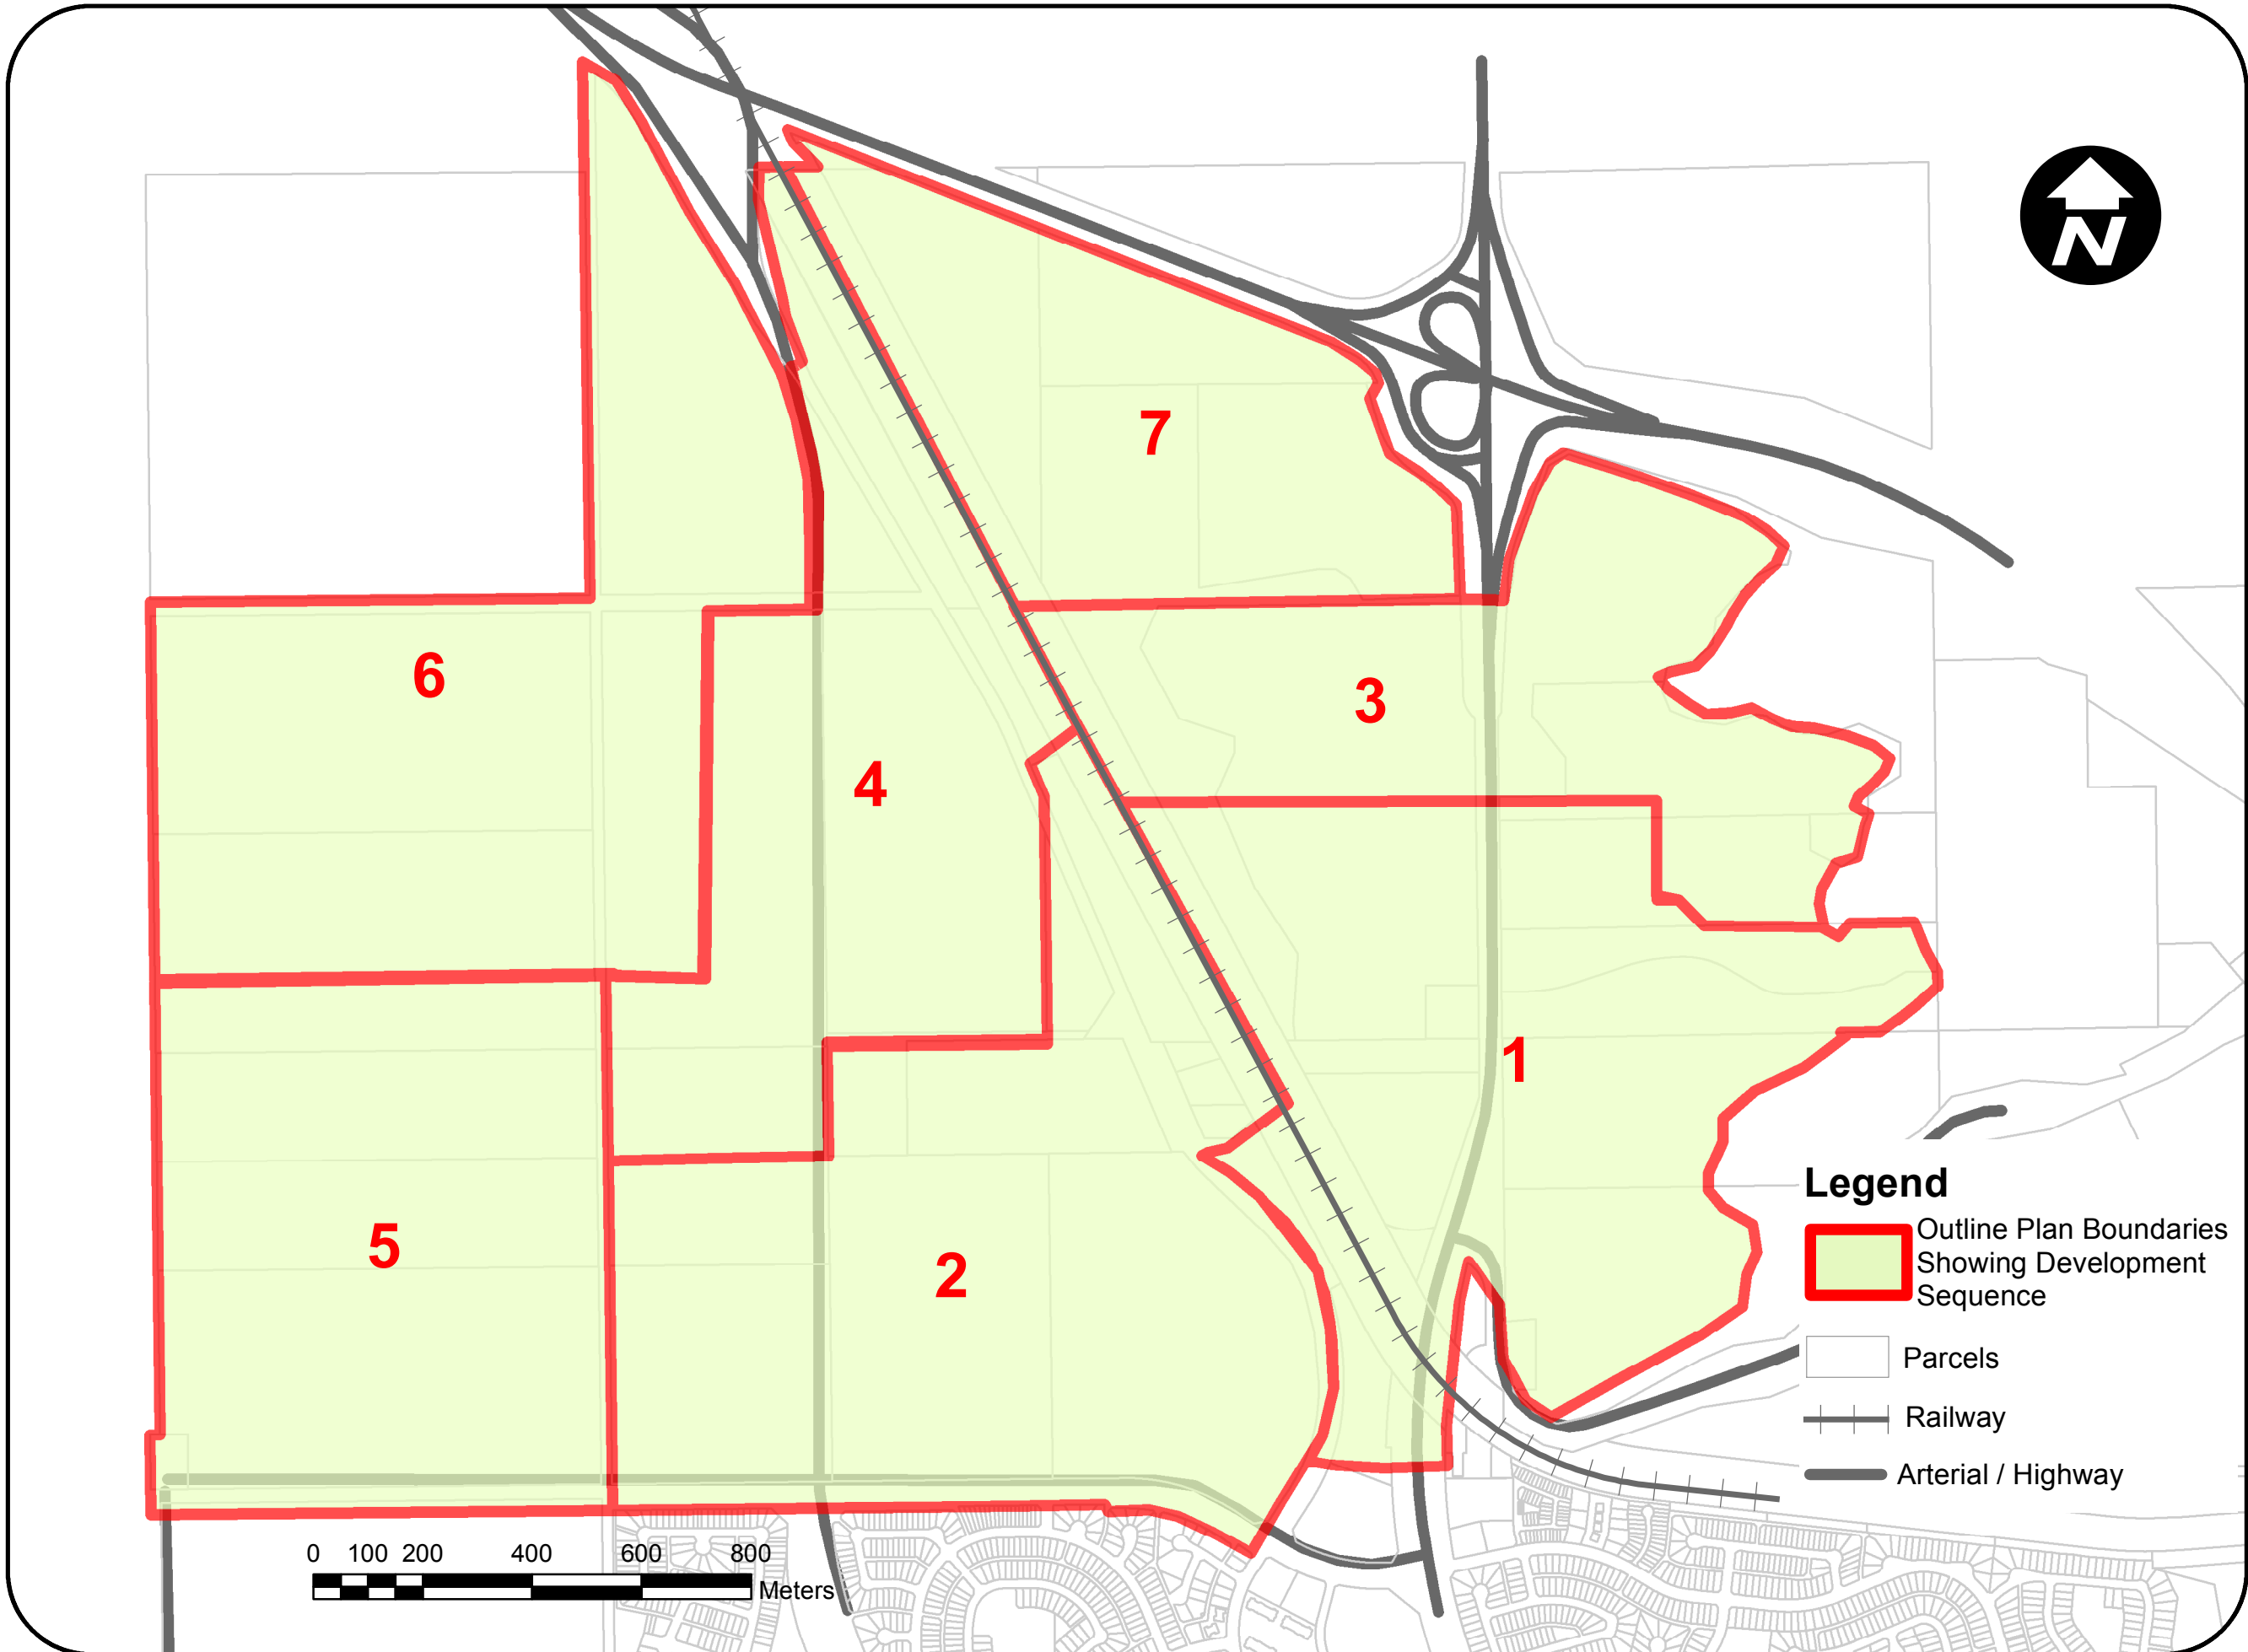 N
7
6
3
4
1
5
2
Legend
Outline Plan Boundaries
Showing Development
Sequence
Parcels
Railway
Arterial / Highway
0 100 200 400 600 800
Meters